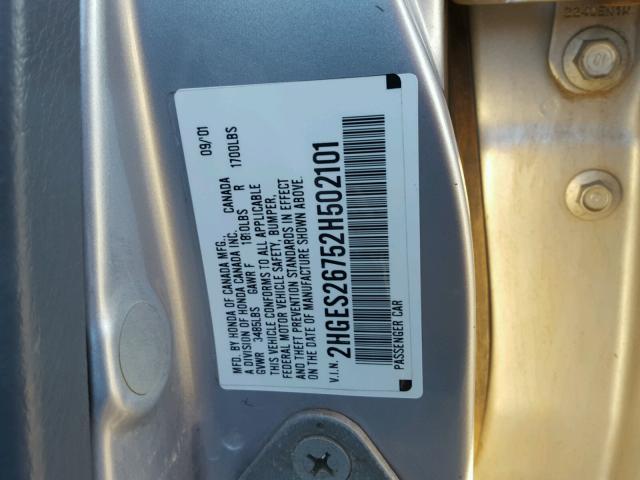 MFD. BY HONDA OF CANADA MFG. 09/01
A DIVISION OF HONDA CANADA INC. CANADA
GVWR 3485LBS GAWR F 1810LBS R 1700LBS
THIS VEHICLE CONFORMS TO ALL APPLICABLE
FEDERAL MOTOR VEHICLE SAFETY, BUMPER,
AND THEFT PREVENTION STANDARDS IN EFFECT
ON THE DATE OF MANUFACTURE SHOWN ABOVE.
V.I.N. 2HGES26752H502101
PASSENGER CAR